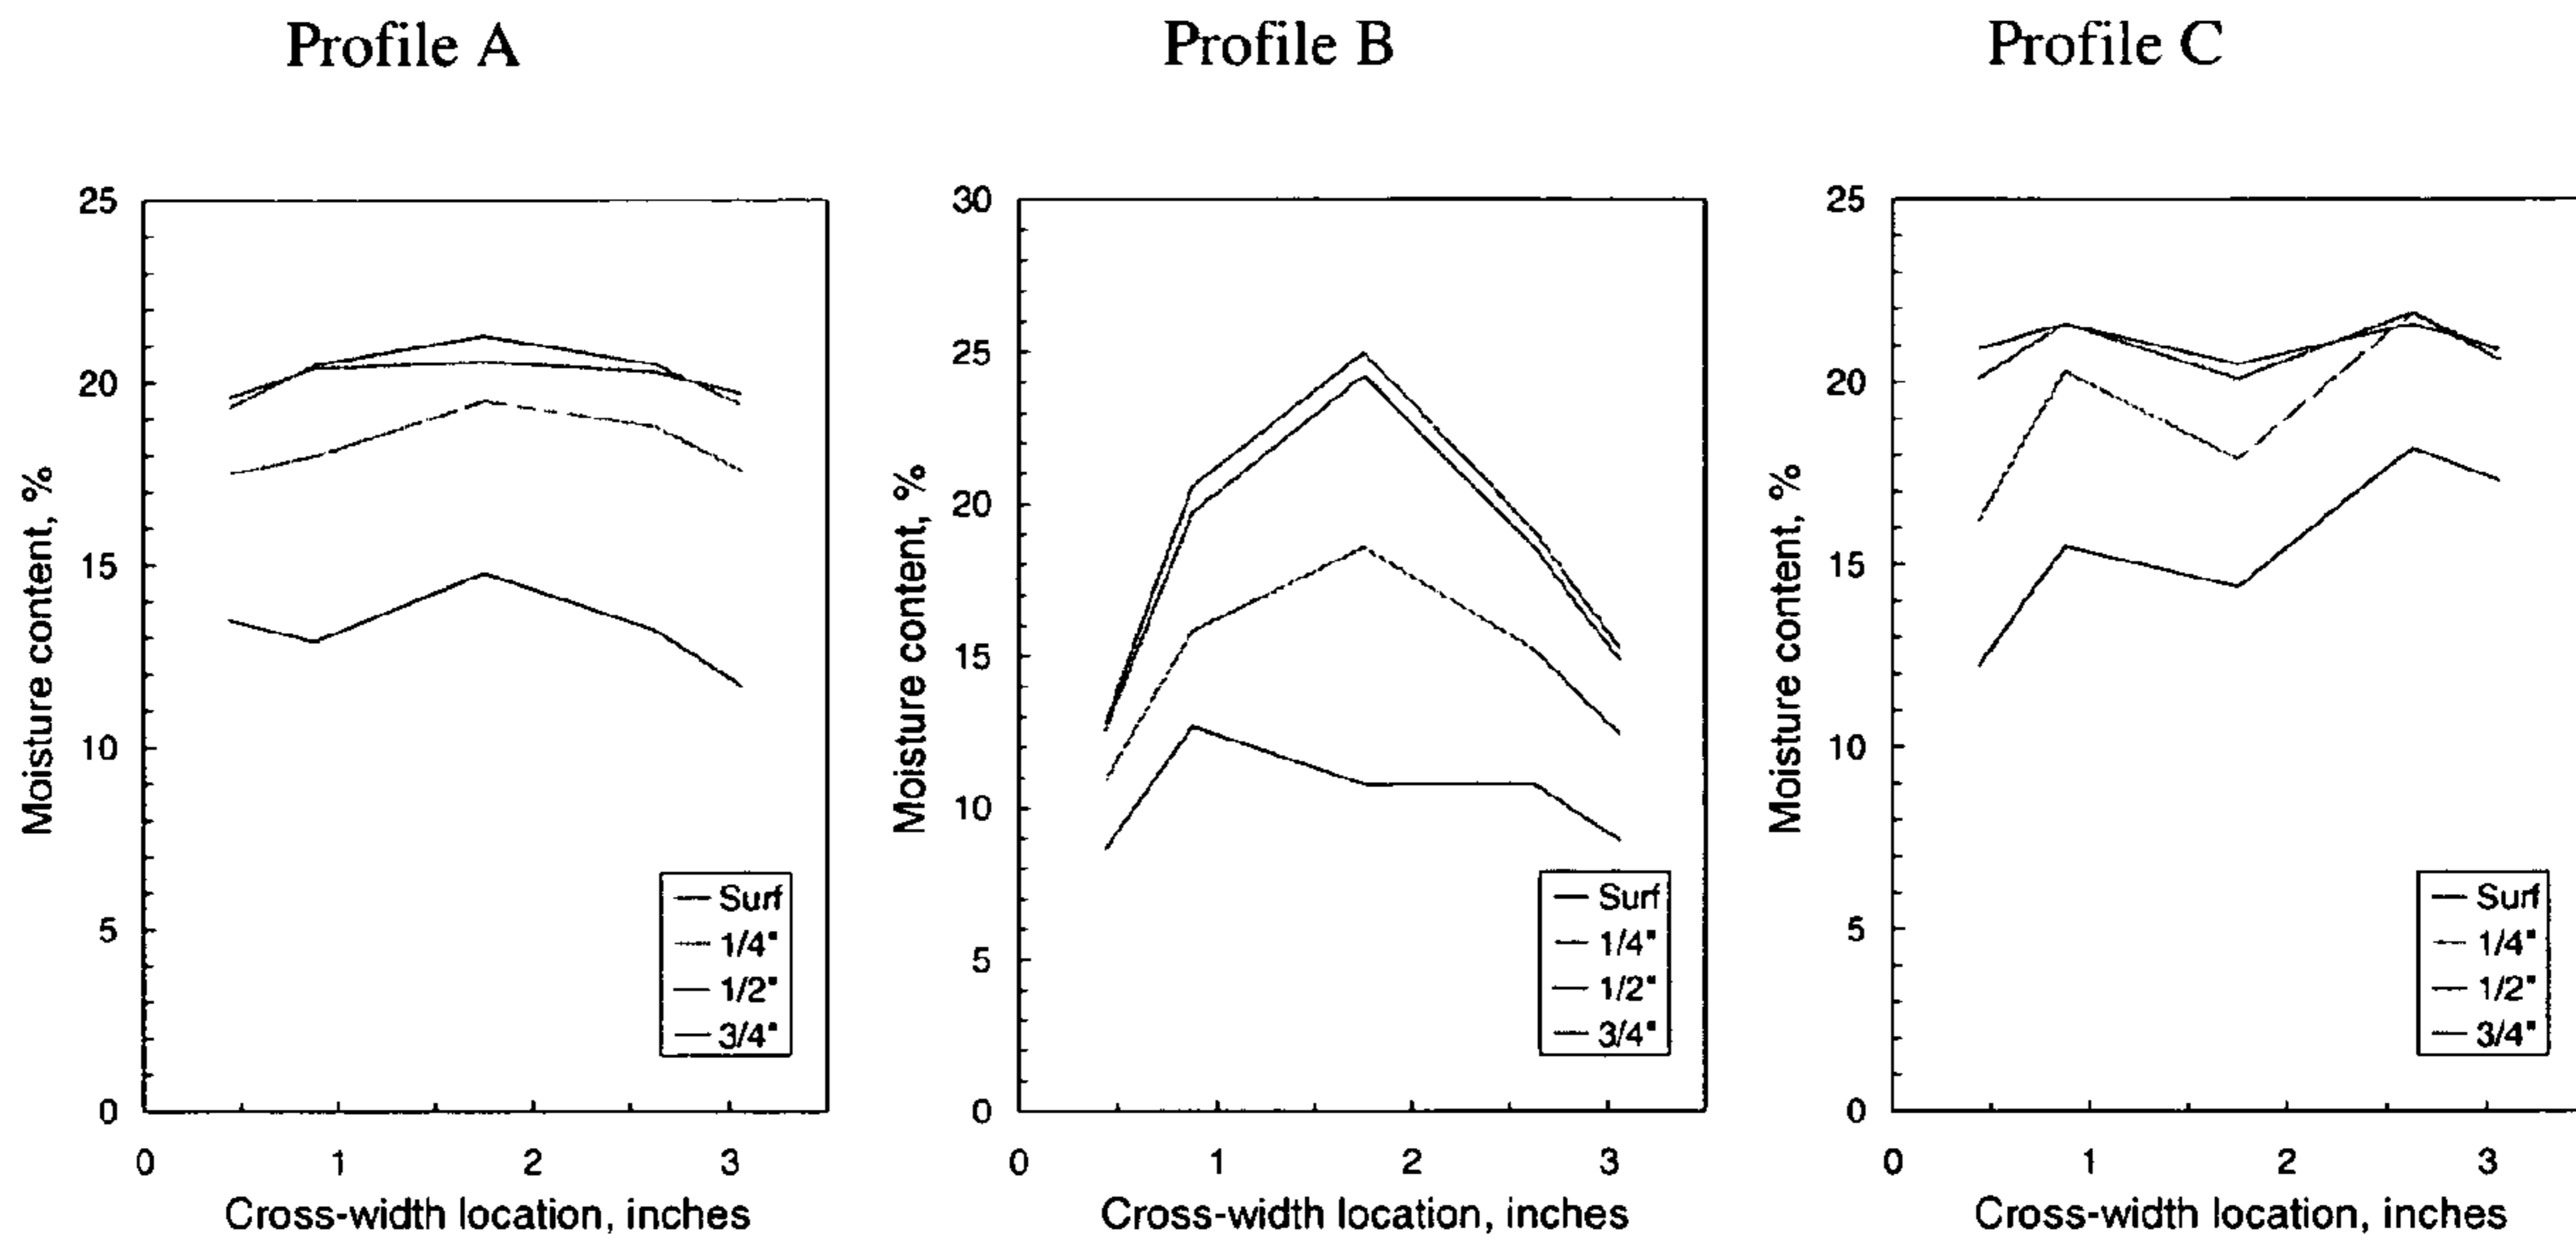 Profile A
Profile B
Profile C
25
20
15
10
5
0
Moisture content, %
0 1 2 3
Cross-width location, inches
Surf
1/4"
1/2"
3/4"
30
25
20
15
10
5
0
Moisture content, %
0 1 2 3
Cross-width location, inches
Surf
1/4"
1/2"
3/4"
25
20
15
10
5
0
Moisture content, %
0 1 2 3
Cross-width location, inches
Surf
1/4"
1/2"
3/4"